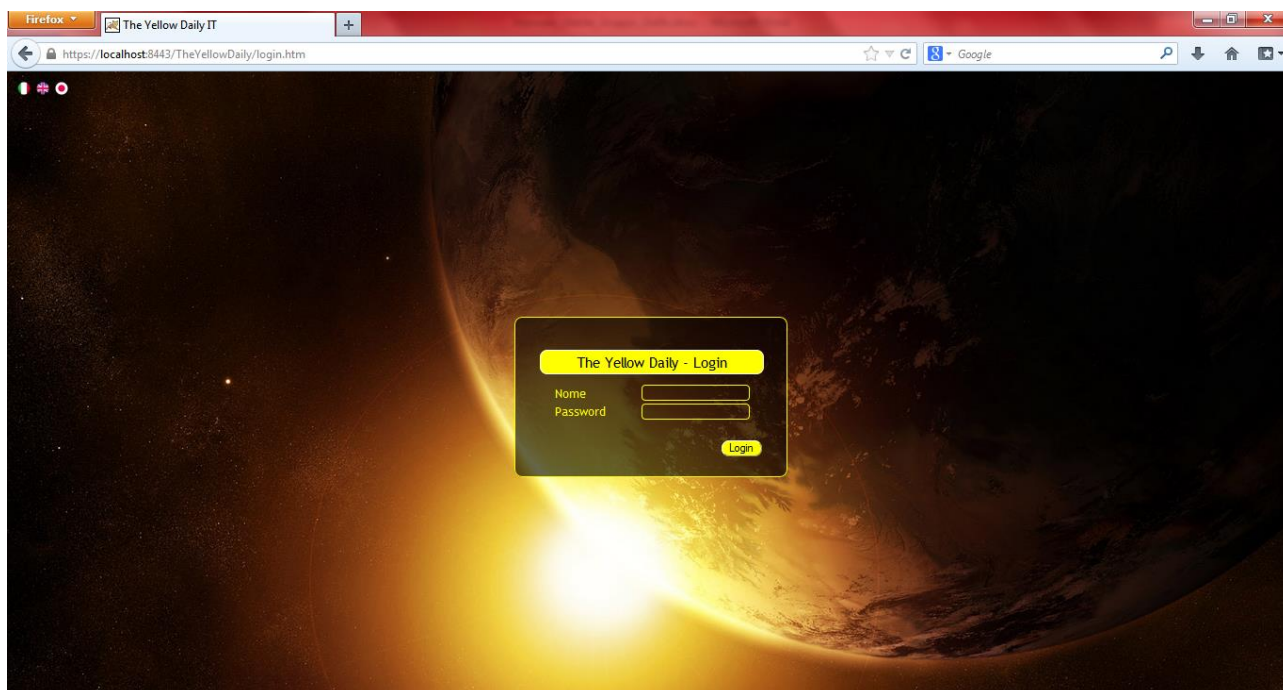 Firefox
The Yellow Daily IT
https://localhost:8443/TheYellowDaily/login.htm
Google
The Yellow Daily - Login
Nome
Password
Login